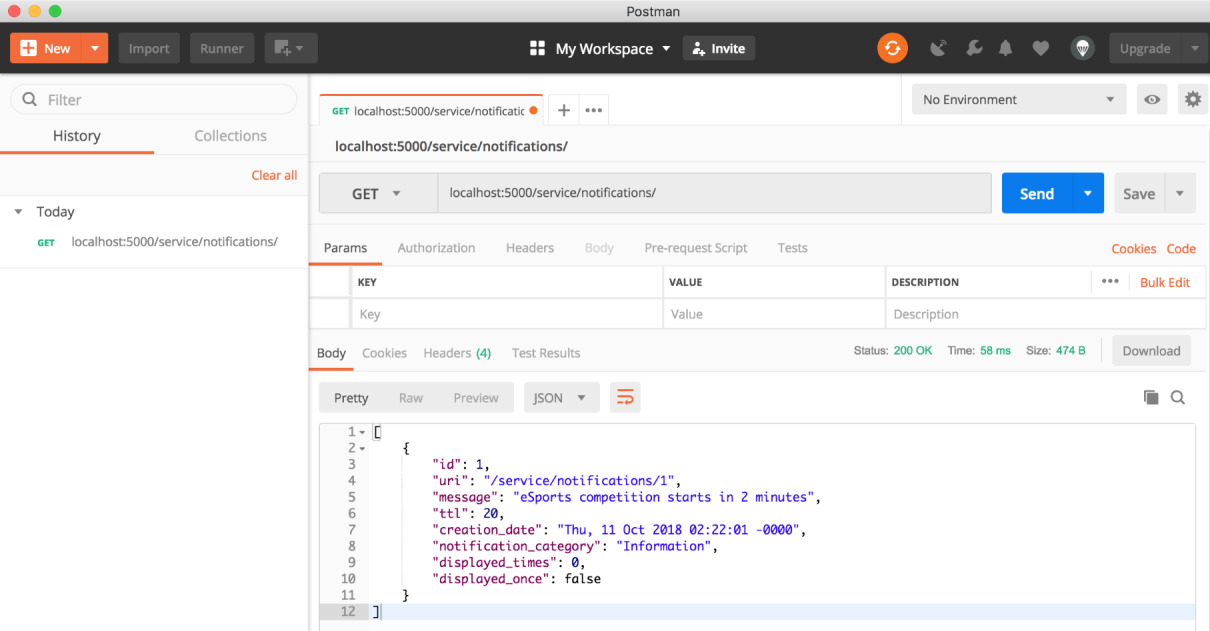 Postman
New
Import
Runner
My Workspace
Invite
Upgrade
Filter
History
Collections
Clear all
Today
GET localhost:5000/service/notifications/
GET localhost:5000/service/notific
No Environment
localhost:5000/service/notifications/
GET
localhost:5000/service/notifications/
Send
Save
Params Authorization Headers Body Pre-request Script Tests
Cookies Code
KEY VALUE DESCRIPTION
Bulk Edit
Key Value Description
Body Cookies Headers (4) Test Results
Status: 200 OK Time: 58 ms Size: 474 B
Download
Pretty Raw Preview
JSON
1 [
2 {
3 "id": 1,
4 "uri": "/service/notifications/1",
5 "message": "eSports competition starts in 2 minutes",
6 "ttl": 20,
7 "creation_date": "Thu, 11 Oct 2018 02:22:01 -0000",
8 "notification_category": "Information",
9 "displayed_times": 0,
10 "displayed_once": false
11 }
12 ]